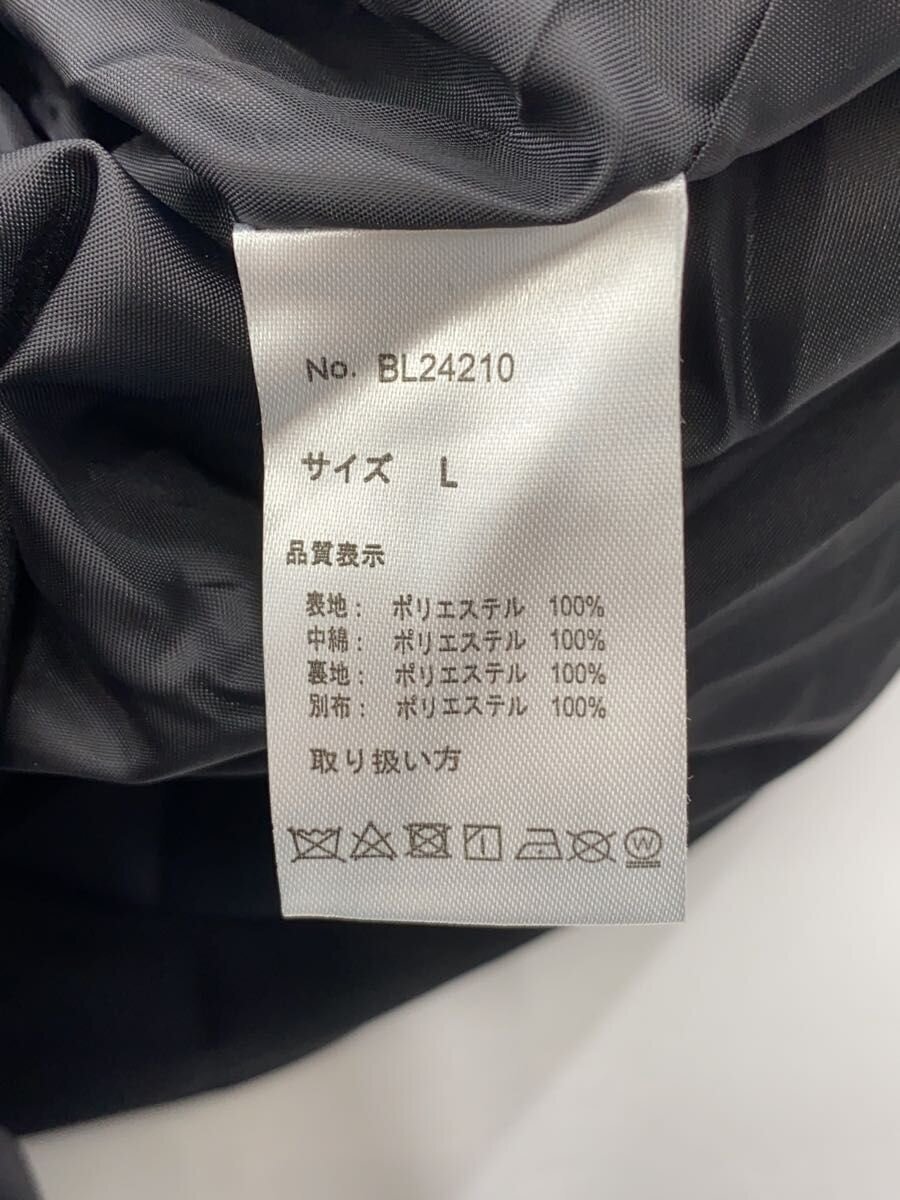 No. BL24210
サイズ L
品質表示
表地： ポリエステル 100%
中綿： ポリエステル 100%
裏地： ポリエステル 100%
別布： ポリエステル 100%
取り扱い方
W